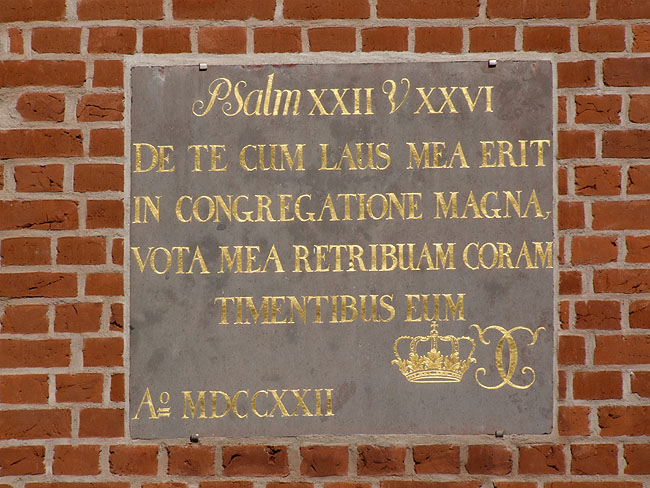 PSalm XXII V XXVI
DE TE CUM LAUS MEA ERIT
IN CONGREGATIONE MAGNA,
VOTA MEA RETRIBUAM CORAM
TIMENTIBUS EUM
Aº MDCCXXII